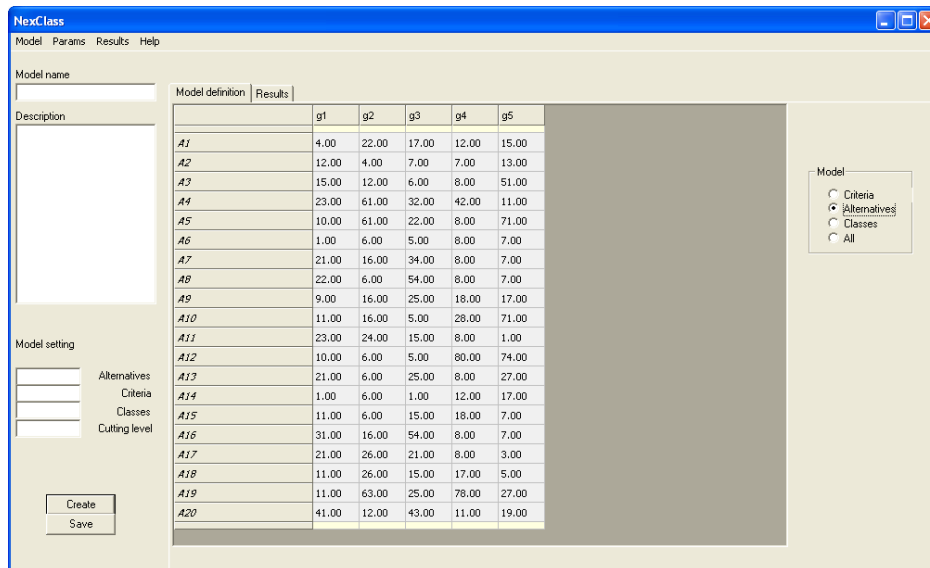 NexClass
Model Params Results Help
Model name
Description
Model setting
Alternatives
Criteria
Classes
Cutting level
Create
Save
Model definition Results
g1 g2 g3 g4 g5
A1 4.00 22.00 17.00 12.00 15.00
A2 12.00 4.00 7.00 7.00 13.00
A3 15.00 12.00 6.00 8.00 51.00
A4 23.00 61.00 32.00 42.00 11.00
A5 10.00 61.00 22.00 8.00 71.00
A6 1.00 6.00 5.00 8.00 7.00
A7 21.00 16.00 34.00 8.00 7.00
A8 22.00 6.00 54.00 8.00 7.00
A9 9.00 16.00 25.00 18.00 17.00
A10 11.00 16.00 5.00 28.00 71.00
A11 23.00 24.00 15.00 8.00 1.00
A12 10.00 6.00 5.00 80.00 74.00
A13 21.00 6.00 25.00 8.00 27.00
A14 1.00 6.00 1.00 12.00 17.00
A15 11.00 6.00 15.00 18.00 7.00
A16 31.00 16.00 54.00 8.00 7.00
A17 21.00 26.00 21.00 8.00 3.00
A18 11.00 26.00 15.00 17.00 5.00
A19 11.00 63.00 25.00 78.00 27.00
A20 41.00 12.00 43.00 11.00 19.00
Model
Criteria
Alternatives
Classes
All